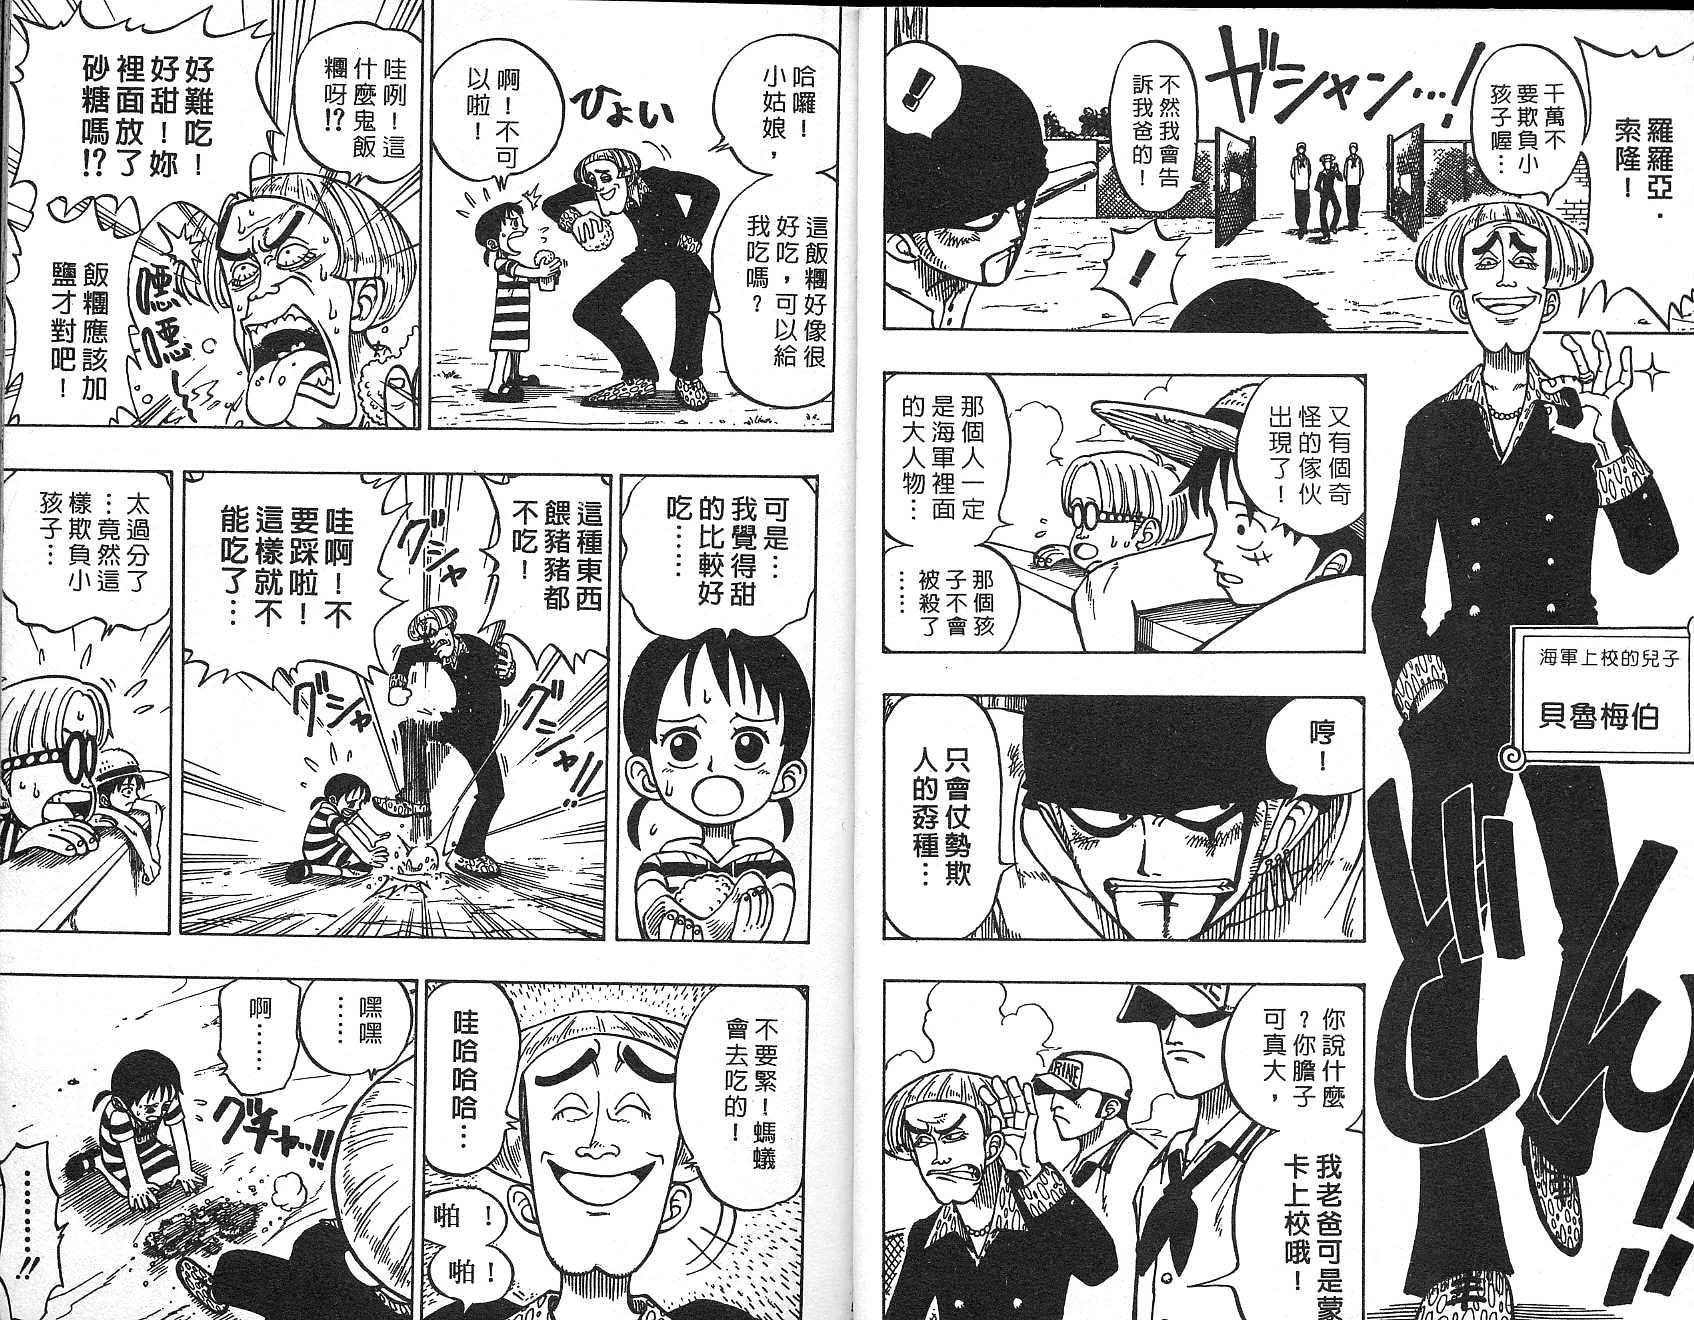 羅羅亞・
索隆！
千萬不
要欺負小
孩子喔…
ガシャン…!
不然我會告
訴我爸的！
!
!
海軍上校的兒子
貝魯梅伯
どーーん!!
又有個奇
怪的傢伙
出現了！
那個人一定
是海軍裡面
的大人物…
那個孩
子不會
被殺了
……
哼！
只會仗勢欺
人的孬種…
你說什麼
？你膽子
可真大，
我老爸可是蒙
卡上校哦！
RINE
哈囉！
小姑娘，
這飯糰好像很
好吃，可以給
我吃嗎？
ひょい
啊！不可
以啦！
哇咧！這
什麼鬼飯
糰呀!?
好難吃！
好甜！妳
裡面放了
砂糖嗎!?
噁
噁～
飯糰應該加
鹽才對吧！
可是…
我覺得甜
的比較好
吃……
這種東西
餵豬豬都
不吃！
グシャ
哇啊！不
要踩啦！
這樣就不
能吃了…
グシャ
グシャ!!
太過分了
…竟然這
樣欺負小
孩子…
不要緊！螞蟻
會去吃的！
哇哈哈哈…
啪！
啪！
嘿嘿
……
啊……
グチャ…!!
………!!